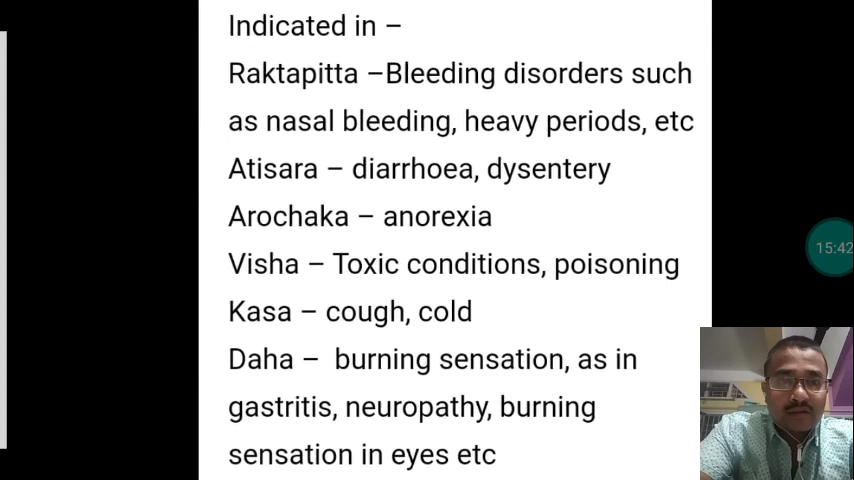 Indicated in –
Raktapitta –Bleeding disorders such
as nasal bleeding, heavy periods, etc
Atisara – diarrhoea, dysentery
Arochaka – anorexia
Visha – Toxic conditions, poisoning
Kasa – cough, cold
Daha –  burning sensation, as in
gastritis, neuropathy, burning
sensation in eyes etc
15:42